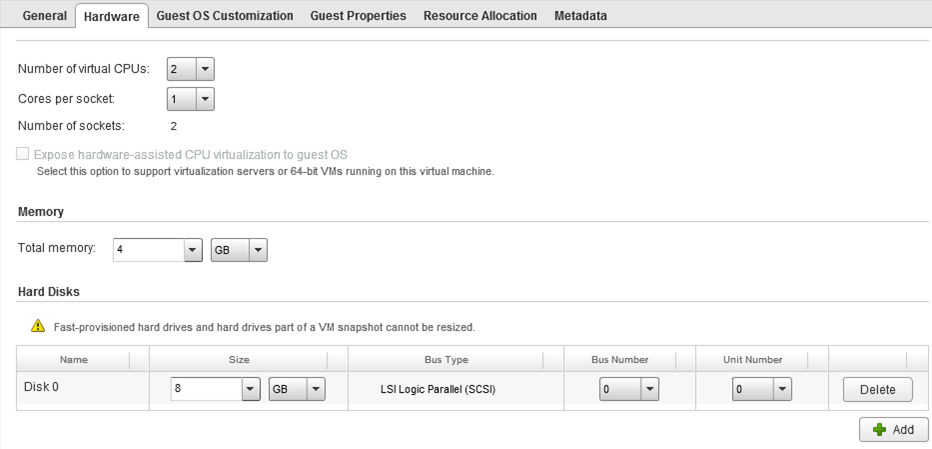 General Hardware Guest OS Customization Guest Properties Resource Allocation Metadata
Number of virtual CPUs: 2
Cores per socket: 1
Number of sockets: 2
Expose hardware-assisted CPU virtualization to guest OS
Select this option to support virtualization servers or 64-bit VMs running on this virtual machine.
Memory
Total memory: 4 GB
Hard Disks
Fast-provisioned hard drives and hard drives part of a VM snapshot cannot be resized.
Name Size Bus Type Bus Number Unit Number
Disk 0 8 GB LSI Logic Parallel (SCSI) 0 0 Delete
Add